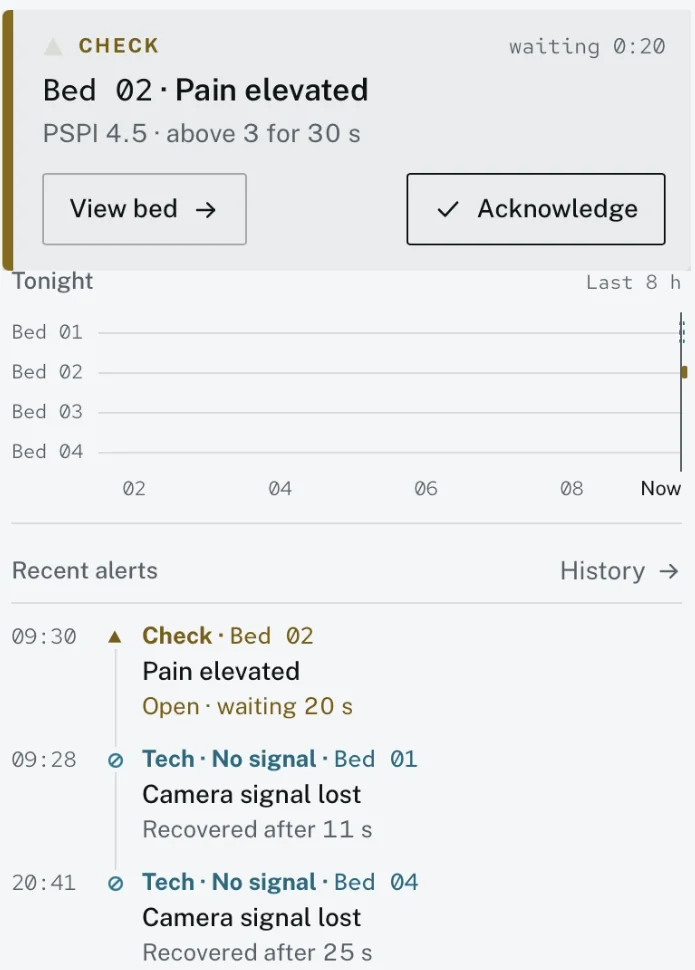 CHECK waiting 0:20
Bed 02 · Pain elevated
PSPI 4.5 · above 3 for 30 s
View bed → ✓ Acknowledge
Tonight Last 8 h
Bed 01
Bed 02
Bed 03
Bed 04
02 04 06 08 Now
Recent alerts History →
09:30 Check · Bed 02
Pain elevated
Open · waiting 20 s
09:28 Tech · No signal · Bed 01
Camera signal lost
Recovered after 11 s
20:41 Tech · No signal · Bed 04
Camera signal lost
Recovered after 25 s